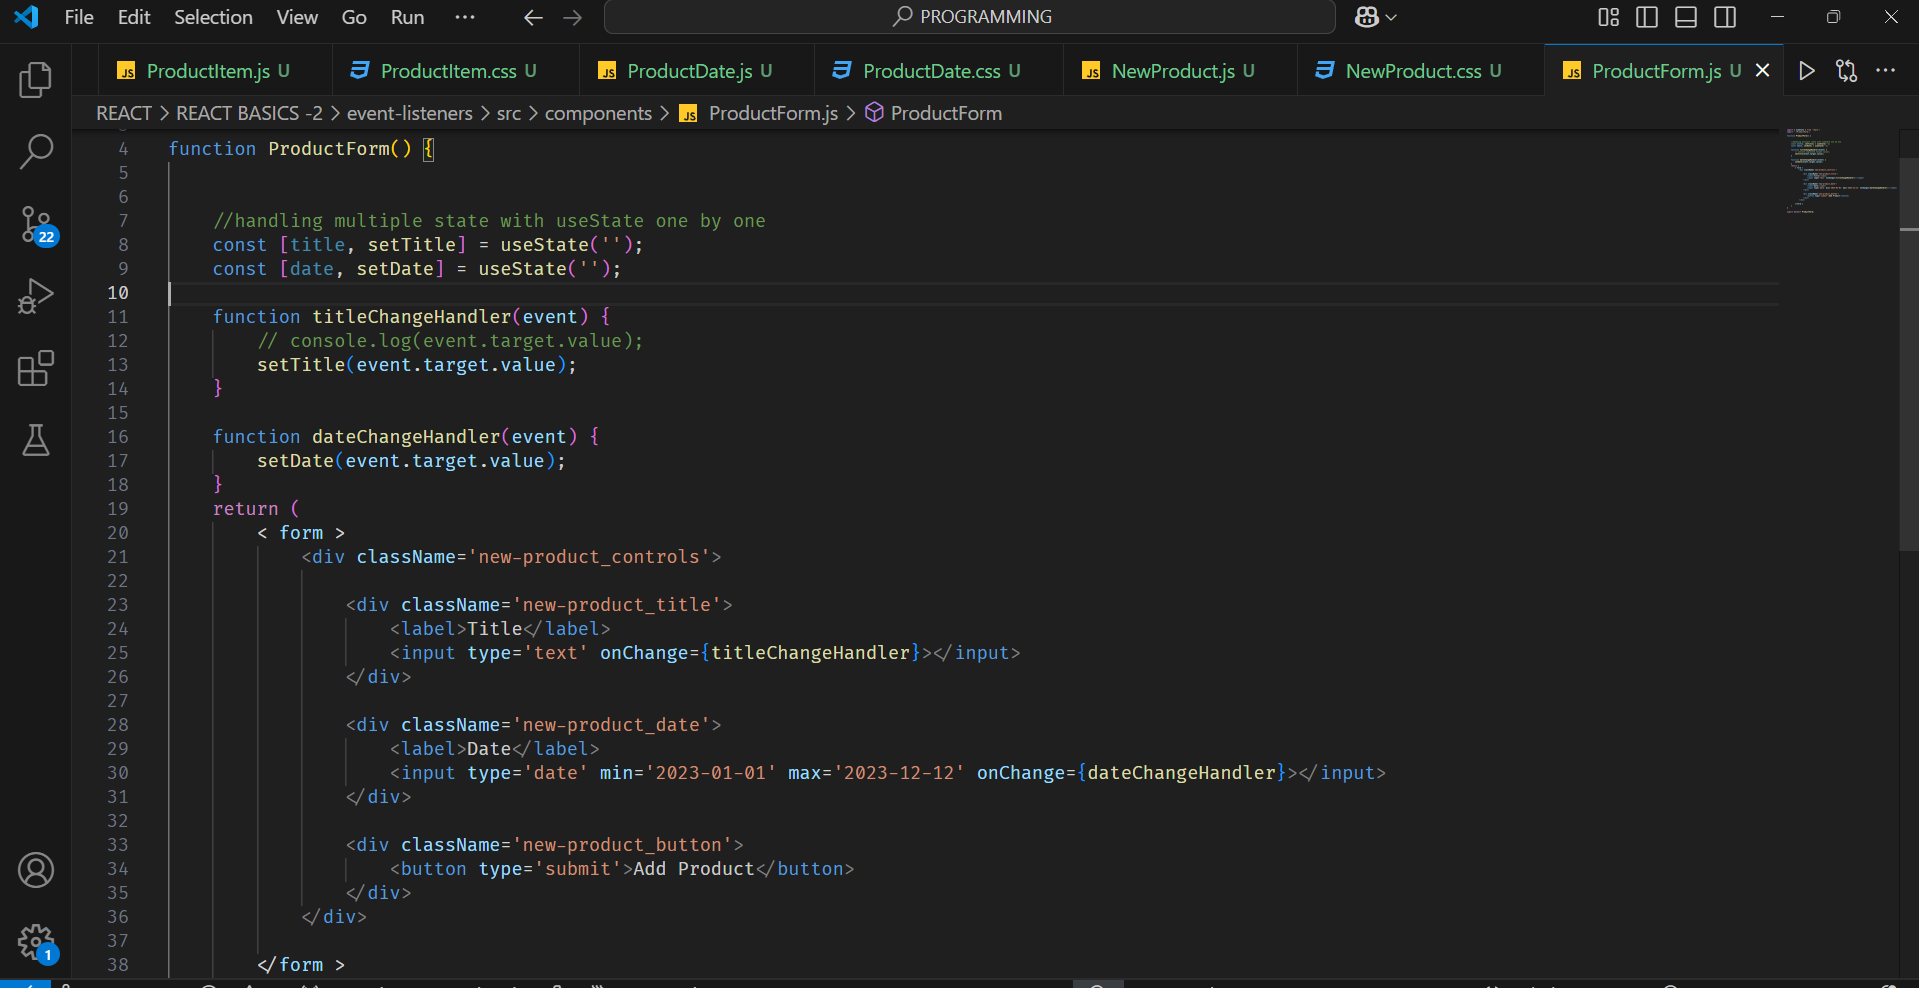 File Edit Selection View Go Run ··· PROGRAMMING
JS ProductItem.js U ProductItem.css U JS ProductDate.js U ProductDate.css U JS NewProduct.js U NewProduct.css U JS ProductForm.js U
REACT > REACT BASICS -2 > event-listeners > src > components > JS ProductForm.js > ProductForm
4 function ProductForm() {
5
6
7 //handling multiple state with useState one by one
8 const [title, setTitle] = useState('');
9 const [date, setDate] = useState('');
10
11 function titleChangeHandler(event) {
12 // console.log(event.target.value);
13 setTitle(event.target.value);
14 }
15
16 function dateChangeHandler(event) {
17 setDate(event.target.value);
18 }
19 return (
20 < form >
21 <div className='new-product_controls'>
22
23 <div className='new-product_title'>
24 <label>Title</label>
25 <input type='text' onChange={titleChangeHandler}></input>
26 </div>
27
28 <div className='new-product_date'>
29 <label>Date</label>
30 <input type='date' min='2023-01-01' max='2023-12-12' onChange={dateChangeHandler}></input>
31 </div>
32
33 <div className='new-product_button'>
34 <button type='submit'>Add Product</button>
35 </div>
36 </div>
37
38 </form >
22
1